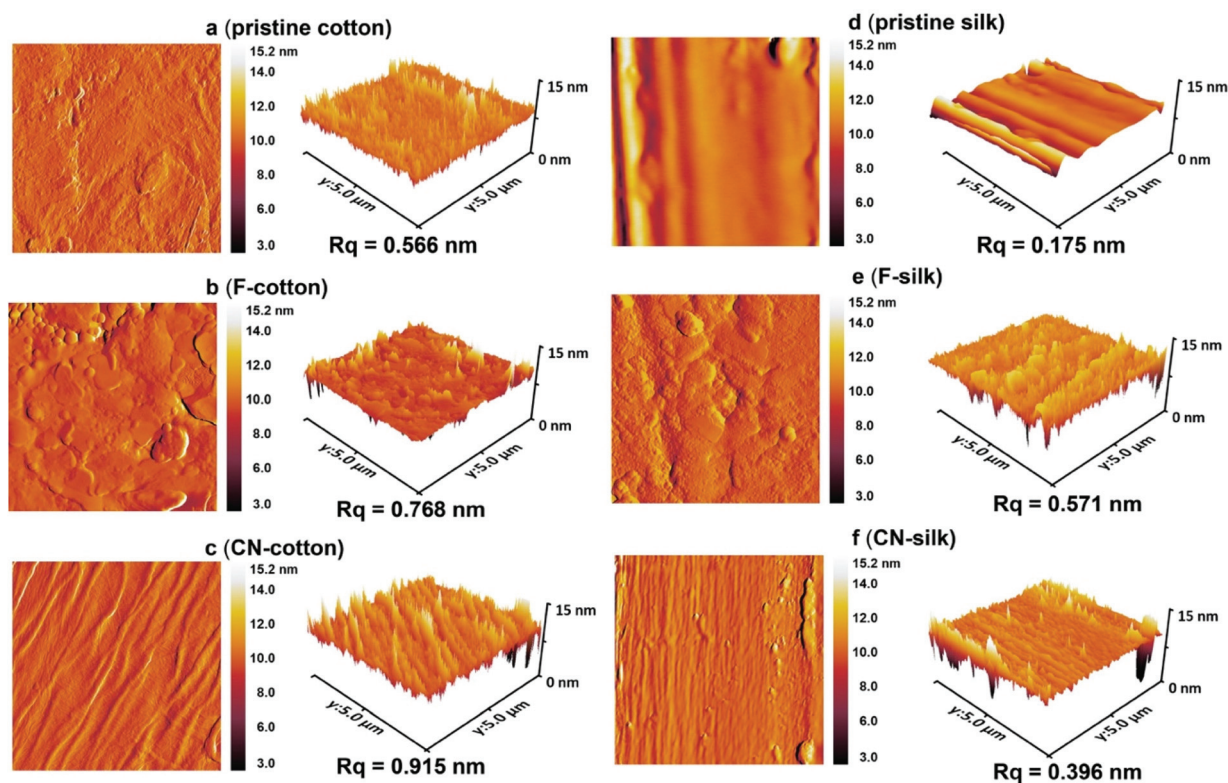 a (pristine cotton)
15.2 nm
14.0
12.0
10.0
8.0
6.0
3.0
15 nm
0 nm
y:5.0 μm
y:5.0 μm
Rq = 0.566 nm
d (pristine silk)
15.2 nm
14.0
12.0
10.0
8.0
6.0
3.0
15 nm
0 nm
y:5.0 μm
y:5.0 μm
Rq = 0.175 nm
b (F-cotton)
15.2 nm
14.0
12.0
10.0
8.0
6.0
3.0
15 nm
0 nm
y:5.0 μm
y:5.0 μm
Rq = 0.768 nm
e (F-silk)
15.2 nm
14.0
12.0
10.0
8.0
6.0
3.0
15 nm
0 nm
y:5.0 μm
y:5.0 μm
Rq = 0.571 nm
c (CN-cotton)
15.2 nm
14.0
12.0
10.0
8.0
6.0
3.0
15 nm
0 nm
y:5.0 μm
y:5.0 μm
Rq = 0.915 nm
f (CN-silk)
15.2 nm
14.0
12.0
10.0
8.0
6.0
3.0
15 nm
0 nm
y:5.0 μm
y:5.0 μm
Rq = 0.396 nm